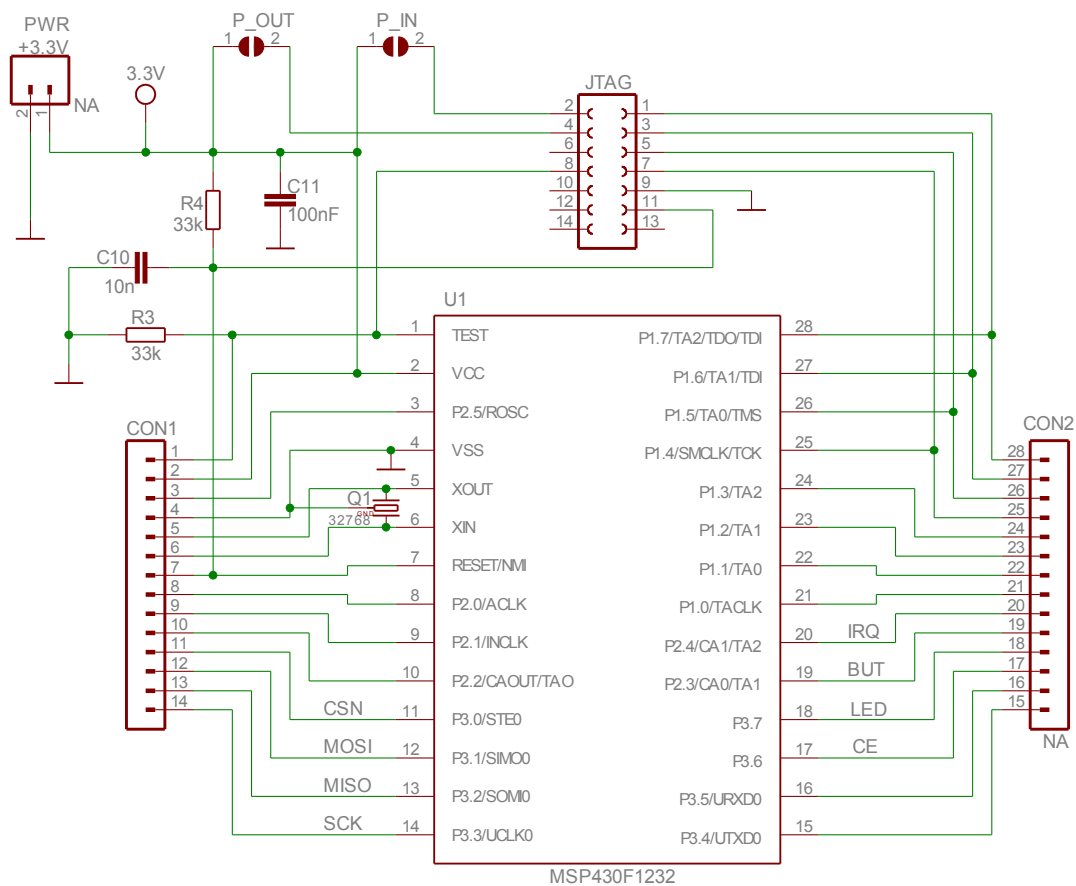 PWR
+3.3V
NA
2
1
3.3V
P_OUT
1 2
P_IN
1 2
JTAG
2 1
4 3
6 5
8 7
10 9
12 11
14 13
C11
100nF
R4
33k
C10
10n
R3
33k
U1
1 TEST
2 VCC
3 P2.5/ROSC
4 VSS
5 XOUT
6 XIN
7 RESET/NMI
8 P2.0/ACLK
9 P2.1/INCLK
10 P2.2/CAOUT/TAO
CSN 11 P3.0/STE0
MOSI 12 P3.1/SIMO0
MISO 13 P3.2/SOMI0
SCK 14 P3.3/UCLK0
P1.7/TA2/TDO/TDI 28
P1.6/TA1/TDI 27
P1.5/TA0/TMS 26
P1.4/SMCLK/TCK 25
P1.3/TA2 24
P1.2/TA1 23
P1.1/TA0 22
P1.0/TACLK 21
P2.4/CA1/TA2 20 IRQ
P2.3/CA0/TA1 19 BUT
P3.7 18 LED
P3.6 17 CE
P3.5/URXD0 16
P3.4/UTXD0 15
MSP430F1232
Q1
GND
32768
CON1
1
2
3
4
5
6
7
8
9
10
11
12
13
14
CON2
28
27
26
25
24
23
22
21
20
19
18
17
16
15
NA